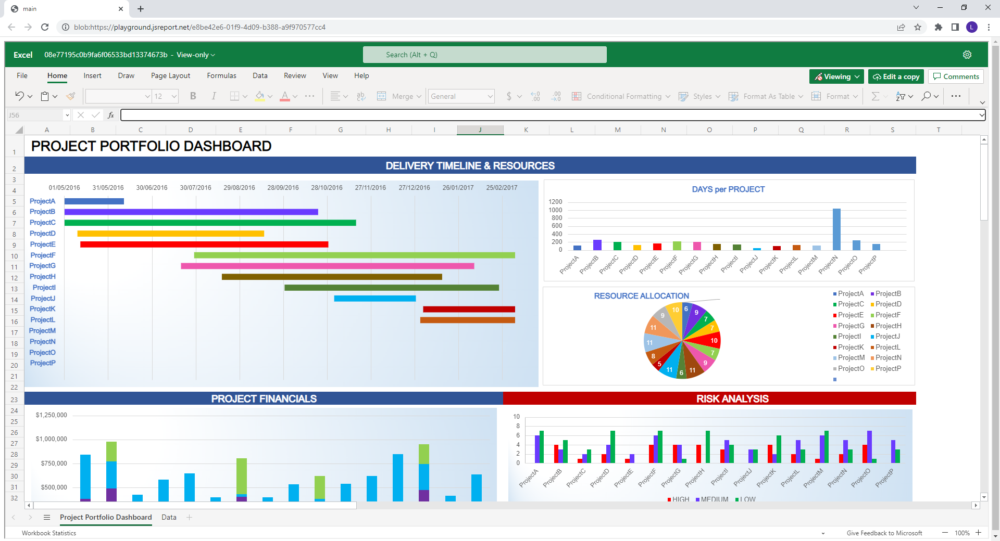 main
blob:https://playground.jsreport.net/e8be42e6-01f9-4d09-b388-a9f970577cc4
L
Excel 08e77195c0b9fa6f06533bd13374673b - View-only
Search (Alt + Q)
File Home Insert Draw Page Layout Formulas Data Review View Help
Viewing Edit a copy Comments
12 B I A ab Merge General $ .00 .00 Conditional Formatting Styles Format As Table Format
J56 fx
A B C D E F G H I J K L M N O P Q R S T
1 PROJECT PORTFOLIO DASHBOARD
2 DELIVERY TIMELINE & RESOURCES
3
4 01/05/2016 31/05/2016 30/06/2016 30/07/2016 29/08/2016 28/09/2016 28/10/2016 27/11/2016 27/12/2016 26/01/2017 25/02/2017
5 ProjectA
6 ProjectB
7 ProjectC
8 ProjectD
9 ProjectE
10 ProjectF
11 ProjectG
12 ProjectH
13 ProjectI
14 ProjectJ
15 ProjectK
16 ProjectL
17 ProjectM
18 ProjectN
19 ProjectO
20 ProjectP
21
22
DAYS per PROJECT
1200
1000
800
600
400
200
0
ProjectA ProjectB ProjectC ProjectD ProjectE ProjectF ProjectG ProjectH ProjectI ProjectJ ProjectK ProjectL ProjectM ProjectN ProjectO ProjectP
RESOURCE ALLOCATION
6 9 7 7 10 7 9 11 6 11 5 8 11 11 9 10
ProjectA ProjectB
ProjectC ProjectD
ProjectE ProjectF
ProjectG ProjectH
ProjectI ProjectJ
ProjectK ProjectL
ProjectM ProjectN
ProjectO ProjectP
23 PROJECT FINANCIALS RISK ANALYSIS
24
25
26
27
28
29
30
31
32
$1,250,000
$1,000,000
$750,000
$500,000
10
8
6
4
2
0
ProjectA ProjectB ProjectC ProjectD ProjectE ProjectF ProjectG ProjectH ProjectI ProjectJ ProjectK ProjectL ProjectM ProjectN ProjectO ProjectP
HIGH MEDIUM LOW
Project Portfolio Dashboard Data
Workbook Statistics Give Feedback to Microsoft 100%